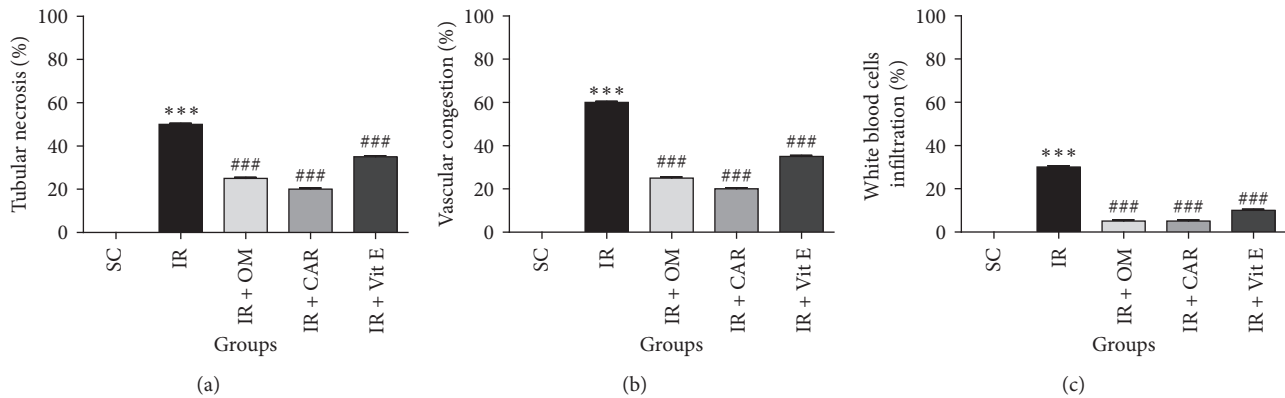 Tubular necrosis (%)
100
80
60
40
20
0
***
###
###
###
SC
IR
IR + OM
IR + CAR
IR + Vit E
Groups
(a)
Vascular congestion (%)
100
80
60
40
20
0
***
###
###
###
SC
IR
IR + OM
IR + CAR
IR + Vit E
Groups
(b)
White blood cells
infiltration (%)
100
80
60
40
20
0
***
###
###
###
SC
IR
IR + OM
IR + CAR
IR + Vit E
Groups
(c)